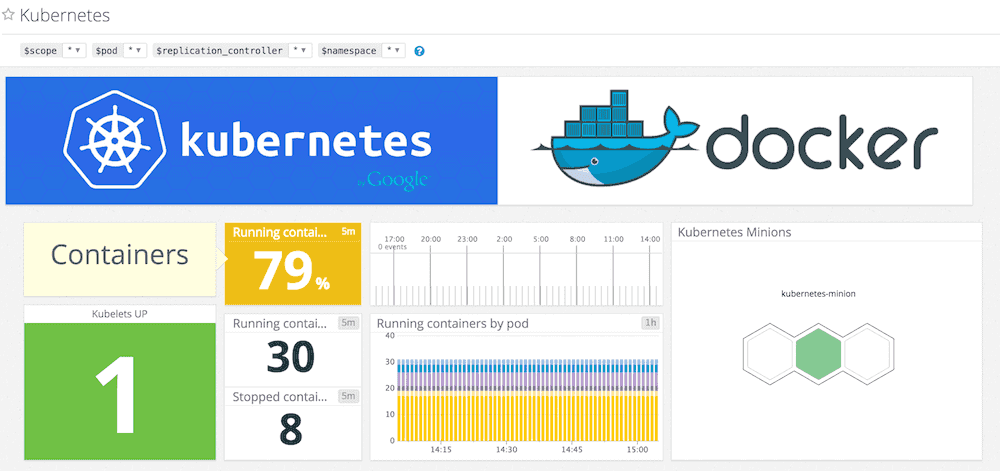 Kubernetes
$scope * $pod * $replication_controller * $namespace * ?
kubernetes
by Google
docker
Containers
Running contai... 5m
79 %
17:00 20:00 23:00 2:00 5:00 8:00 11:00 14:00
0 events
Kubernetes Minions
kubernetes-minion
Kubelets UP
1
Running contai... 5m
30
Stopped contai... 5m
8
Running containers by pod 1h
40
30
20
10
0
14:15 14:30 14:45 15:00